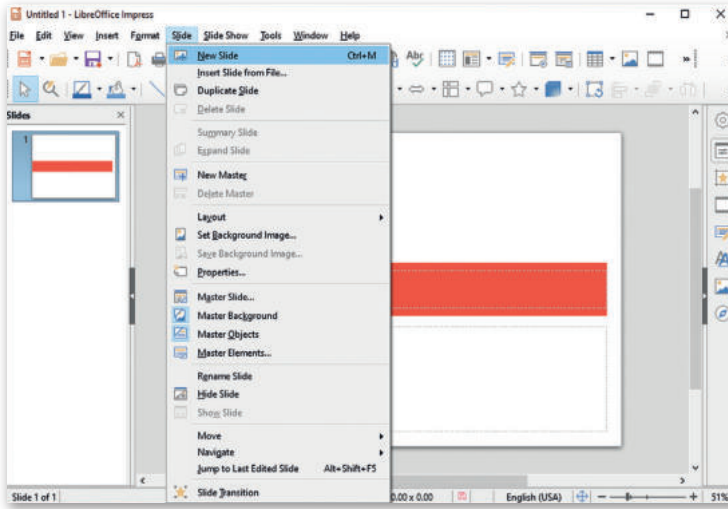 Untitled 1 - LibreOffice Impress
File Edit View Insert Format Slide Slide Show Tools Window Help
New Slide Ctrl+M
Insert Slide from File...
Duplicate Slide
Delete Slide
Summary Slide
Expand Slide
New Master
Delete Master
Layout
Set Background Image...
Save Background Image...
Properties...
Master Slide...
Master Background
Master Objects
Master Elements...
Rename Slide
Hide Slide
Show Slide
Move
Navigate
Jump to Last Edited Slide Alt+Shift+F5
Slide Transition
Abc
Slides
1
Slide 1 of 1
0.00 x 0.00
English (USA)
51%